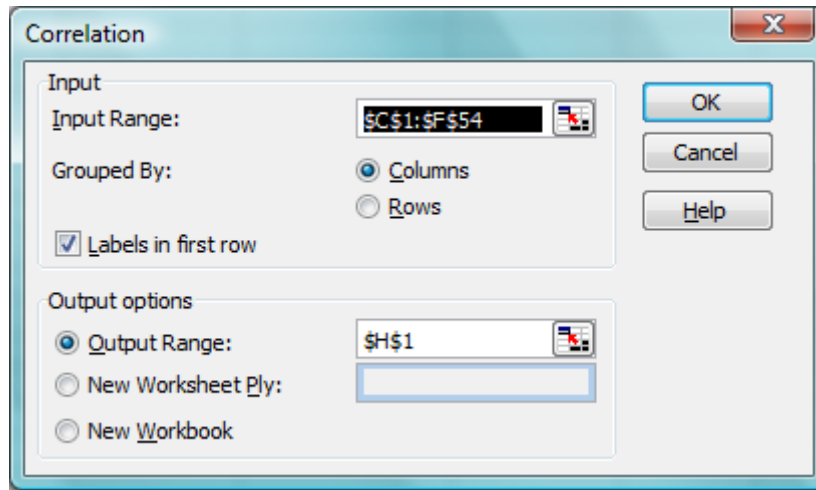 Correlation
Input
Input Range: $C$1:$F$54
Grouped By: Columns
Rows
Labels in first row
Output options
Output Range: $H$1
New Worksheet Ply:
New Workbook
OK
Cancel
Help